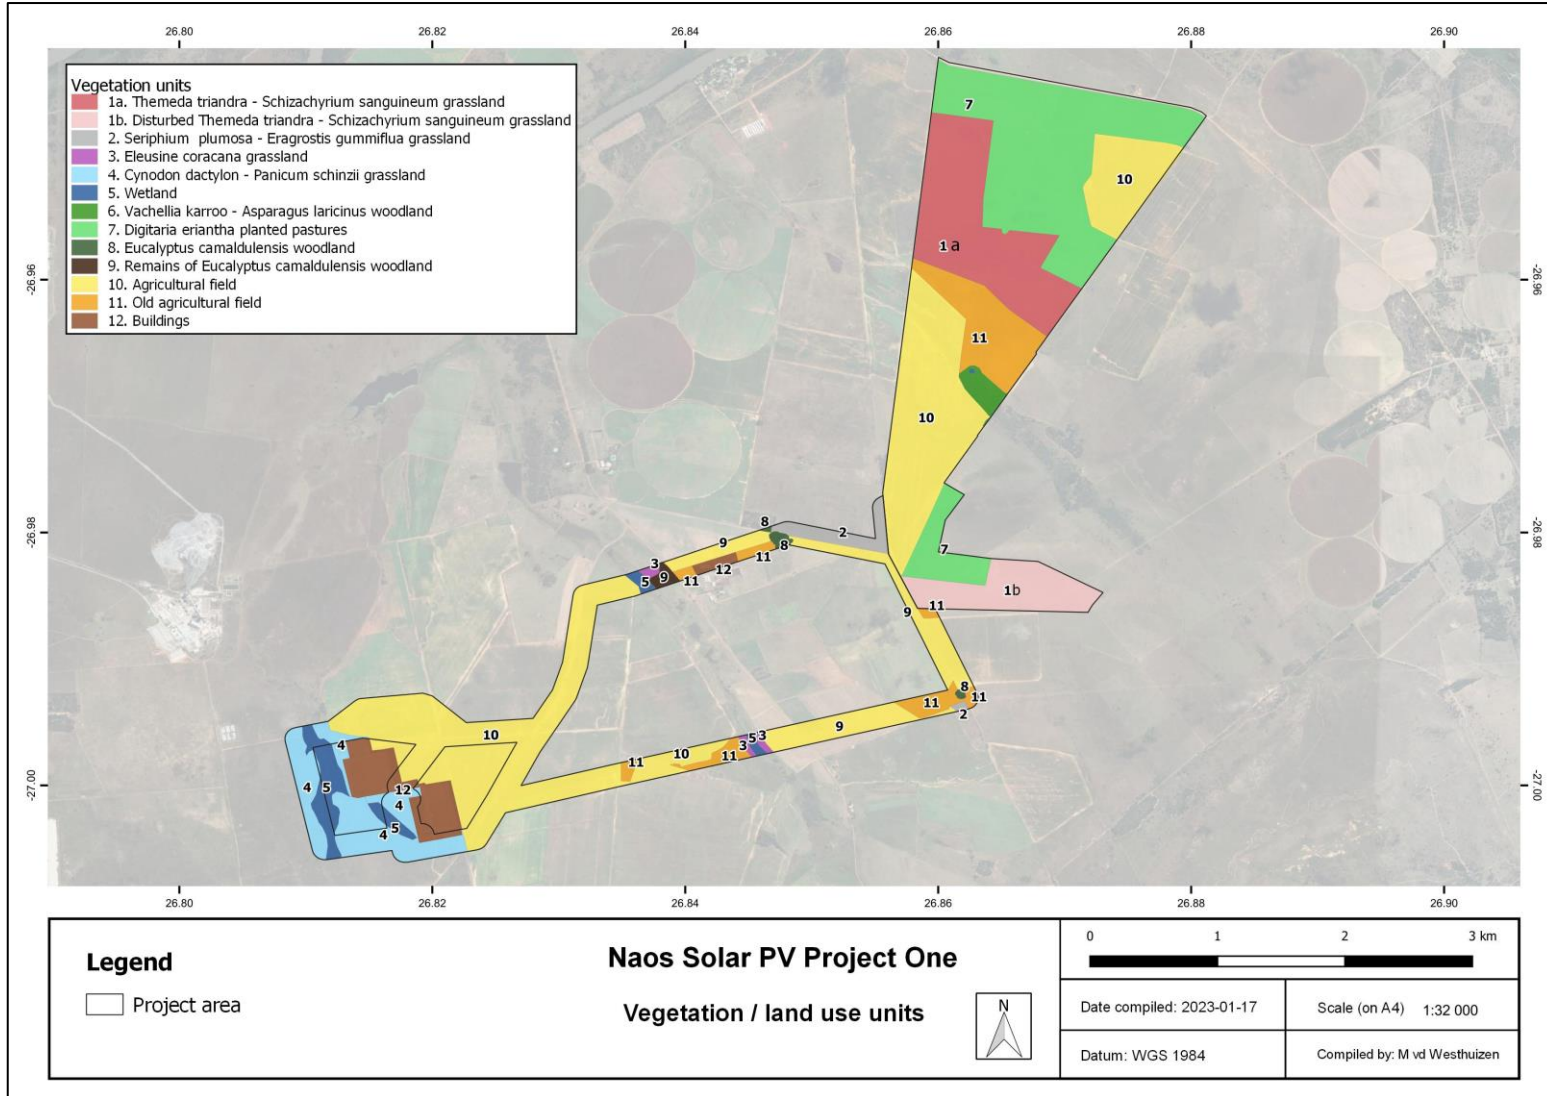 26.80 26.82 26.84 26.86 26.88 26.90
Vegetation units
1a. Themeda triandra - Schizachyrium sanguineum grassland
1b. Disturbed Themeda triandra - Schizachyrium sanguineum grassland
2. Seriphium plumosa - Eragrostis gummiflua grassland
3. Eleusine coracana grassland
4. Cynodon dactylon - Panicum schinzii grassland
5. Wetland
6. Vachellia karroo - Asparagus laricinus woodland
7. Digitaria eriantha planted pastures
8. Eucalyptus camaldulensis woodland
9. Remains of Eucalyptus camaldulensis woodland
10. Agricultural field
11. Old agricultural field
12. Buildings
7
10
1 a
-26.96 -26.96
11
10
8
2
-26.98 -26.98
9
8
7
3
11
12
5
9
11
1b
11
9
8
11
11
2
9
10
5
3
4
3
10
11
11
4
5
12
-27.00 -27.00
4
5
4
26.80 26.82 26.84 26.86 26.88 26.90
Legend
Project area
Naos Solar PV Project One
Vegetation / land use units
N
0 1 2 3 km
Date compiled: 2023-01-17
Scale (on A4) 1:32 000
Datum: WGS 1984
Compiled by: M vd Westhuizen